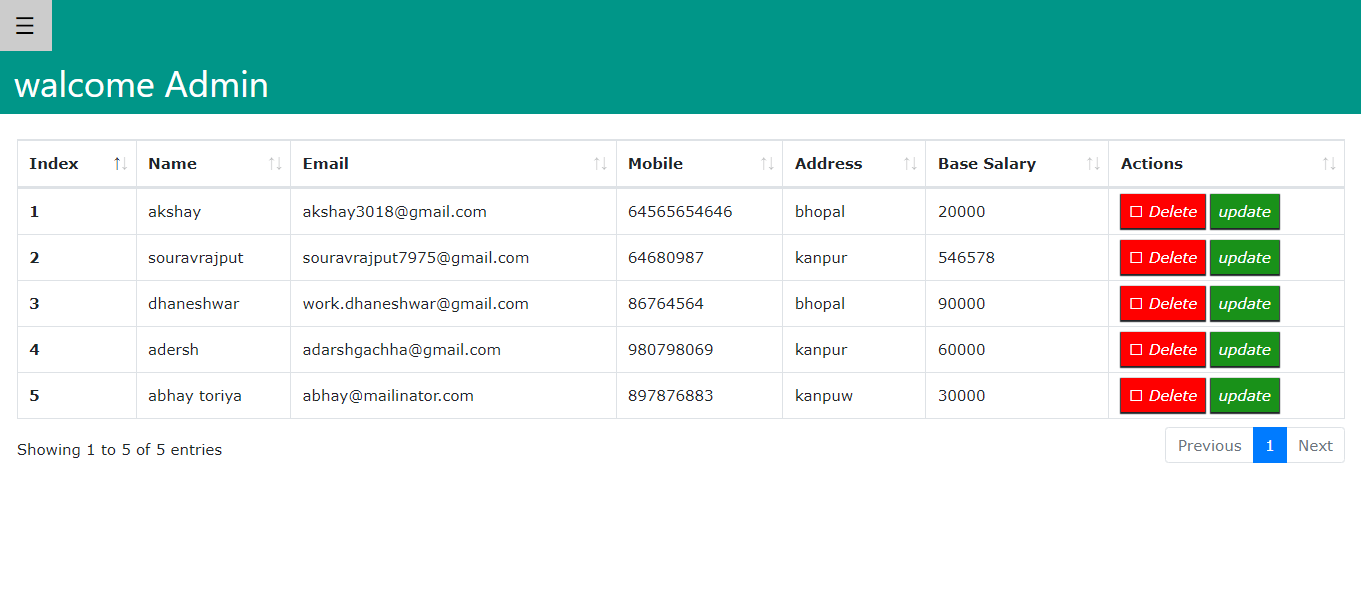 ☰
walcome Admin
Index Name Email Mobile Address Base Salary Actions
1 akshay akshay3018@gmail.com 64565654646 bhopal 20000 Delete update
2 souravrajput souravrajput7975@gmail.com 64680987 kanpur 546578 Delete update
3 dhaneshwar work.dhaneshwar@gmail.com 86764564 bhopal 90000 Delete update
4 adersh adarshgachha@gmail.com 980798069 kanpur 60000 Delete update
5 abhay toriya abhay@mailinator.com 897876883 kanpuw 30000 Delete update
Showing 1 to 5 of 5 entries Previous 1 Next